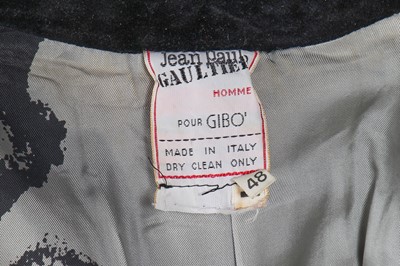 Jean Paul
GAULTIER
HOMME
POUR GIBO'
MADE IN ITALY
DRY CLEAN ONLY
48